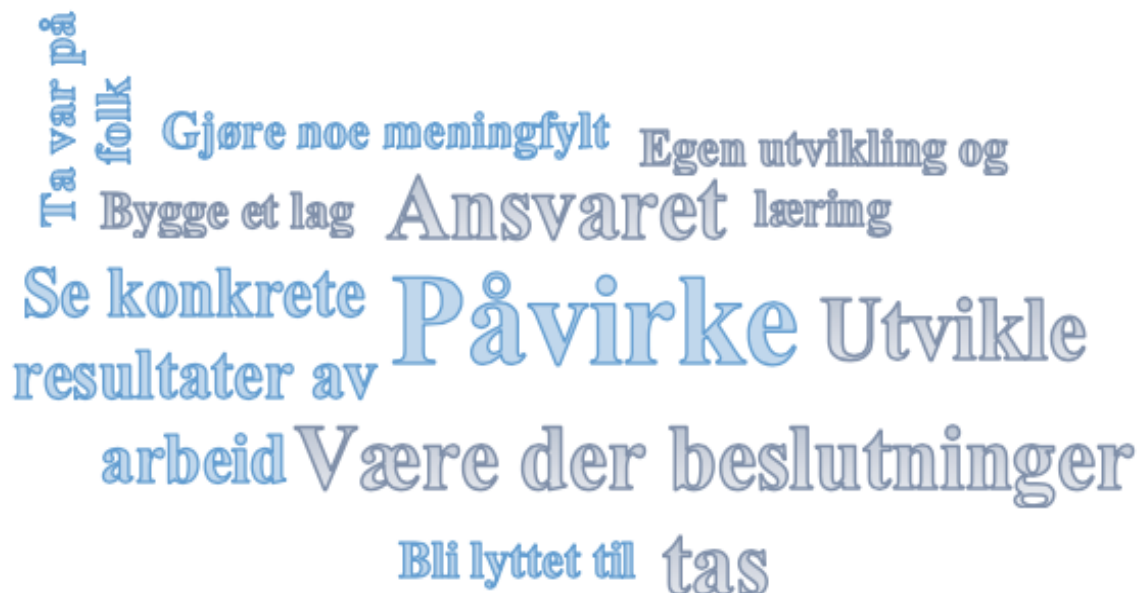 Ta var på
folk
Gjøre noe meningfylt
Egen utvikling og
læring
Bygge et lag
Ansvaret
Se konkrete
resultater av
arbeid
Påvirke
Utvikle
Være der beslutninger
tas
Bli lyttet til